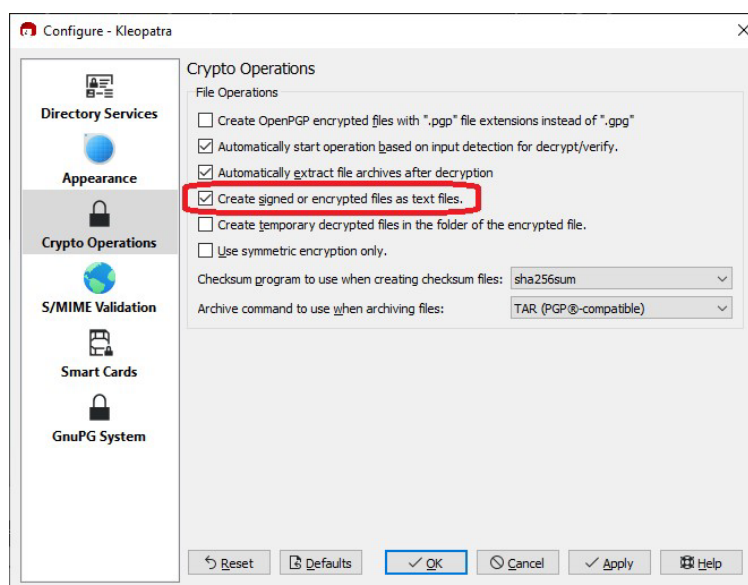 Configure - Kleopatra
Directory Services
Appearance
Crypto Operations
S/MIME Validation
Smart Cards
GnuPG System
Crypto Operations
File Operations
Create OpenPGP encrypted files with ".pgp" file extensions instead of ".gpg"
Automatically start operation based on input detection for decrypt/verify.
Automatically extract file archives after decryption
Create signed or encrypted files as text files.
Create temporary decrypted files in the folder of the encrypted file.
Use symmetric encryption only.
Checksum program to use when creating checksum files: sha256sum
Archive command to use when archiving files: TAR (PGP®-compatible)
Reset Defaults OK Cancel Apply Help